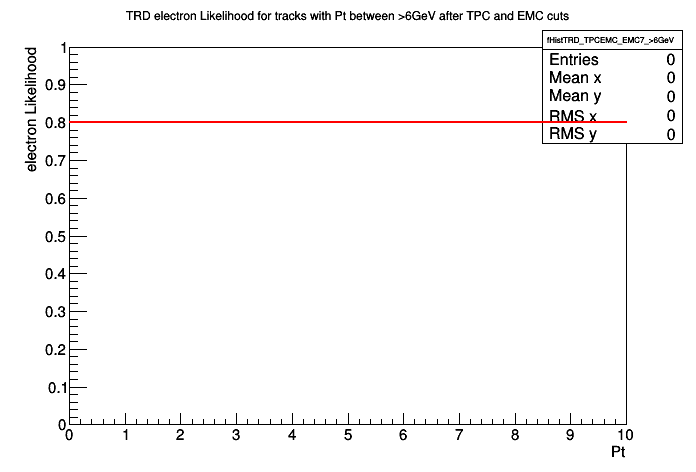 TRD electron Likelihood for tracks with Pt between >6GeV after TPC and EMC cuts
fHistTRD_TPCEMC_EMC7_>6GeV
Entries 0
Mean x 0
Mean y 0
RMS x 0
RMS y 0
electron Likelihood
1
0.9
0.8
0.7
0.6
0.5
0.4
0.3
0.2
0.1
0
0 1 2 3 4 5 6 7 8 9 10
Pt